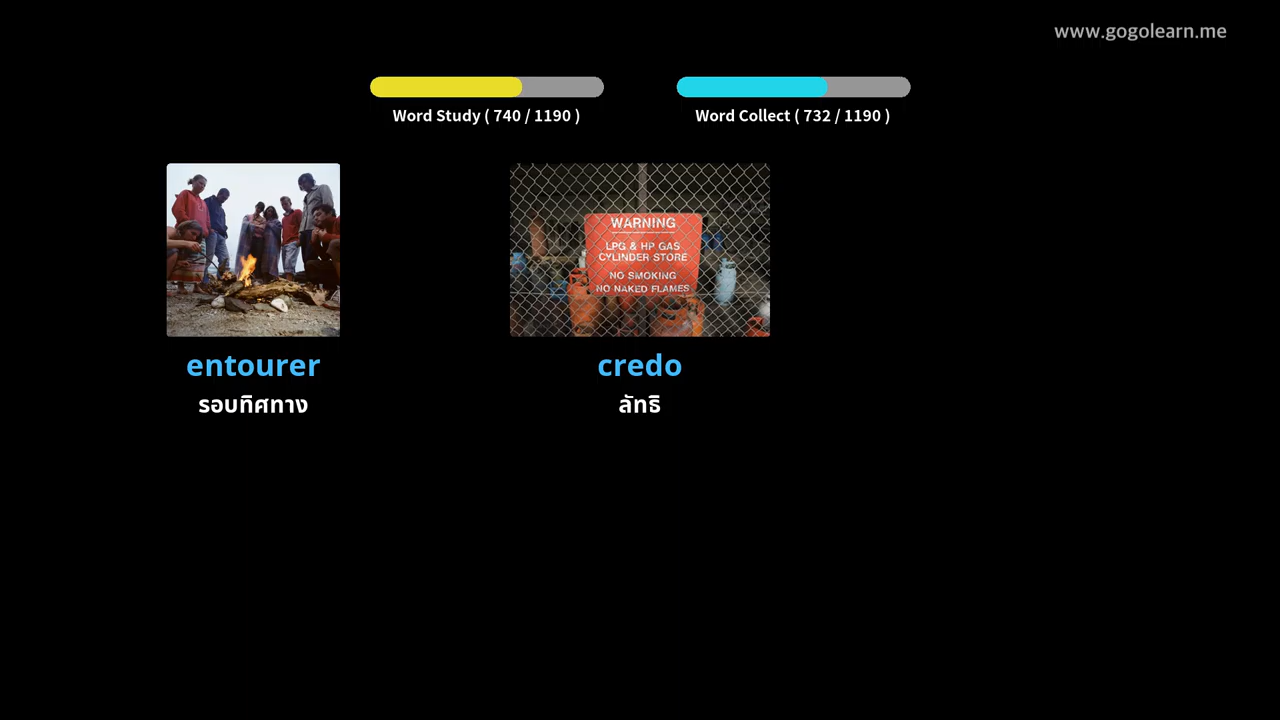 www.gogolearn.me
Word Study ( 740 / 1190 )
Word Collect ( 732 / 1190 )
WARNING
LPG & HP GAS
CYLINDER STORE
NO SMOKING
NO NAKED FLAMES
entourer
credo
รอบทิศทาง
ลัทธิ